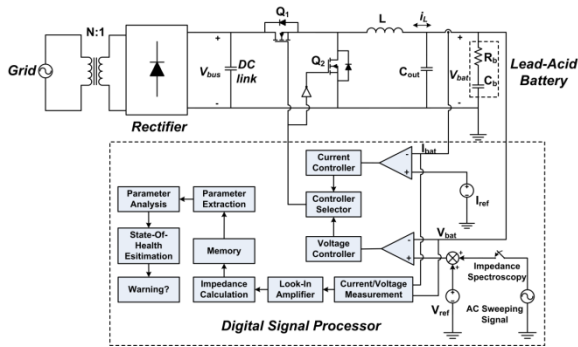 Grid
N:1
Rectifier
+
V_bus
-
DC
link
Q1
Q2
L
i_L
C_out
+
V_bat
-
R_b
C_b
Lead-Acid
Battery
I_bat
-
+
Current
Controller
I_ref
Controller
Selector
V_bat
-
+
Voltage
Controller
Parameter
Analysis
Parameter
Extraction
State-Of-
Health
Esitimation
Memory
Warning?
Impedance
Calculation
Look-In
Amplifier
Current/Voltage
Measurement
+
+
Impedance
Spectroscopy
V_ref
AC Sweeping
Signal
Digital Signal Processor